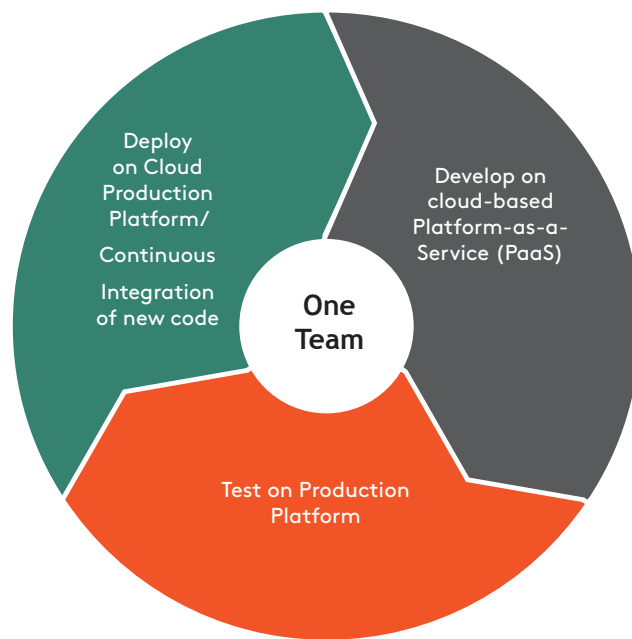 Deploy
on Cloud
Production
Platform/
Continuous
Integration
of new code
Develop on
cloud-based
Platform-as-a-
Service (PaaS)
One
Team
Test on Production
Platform